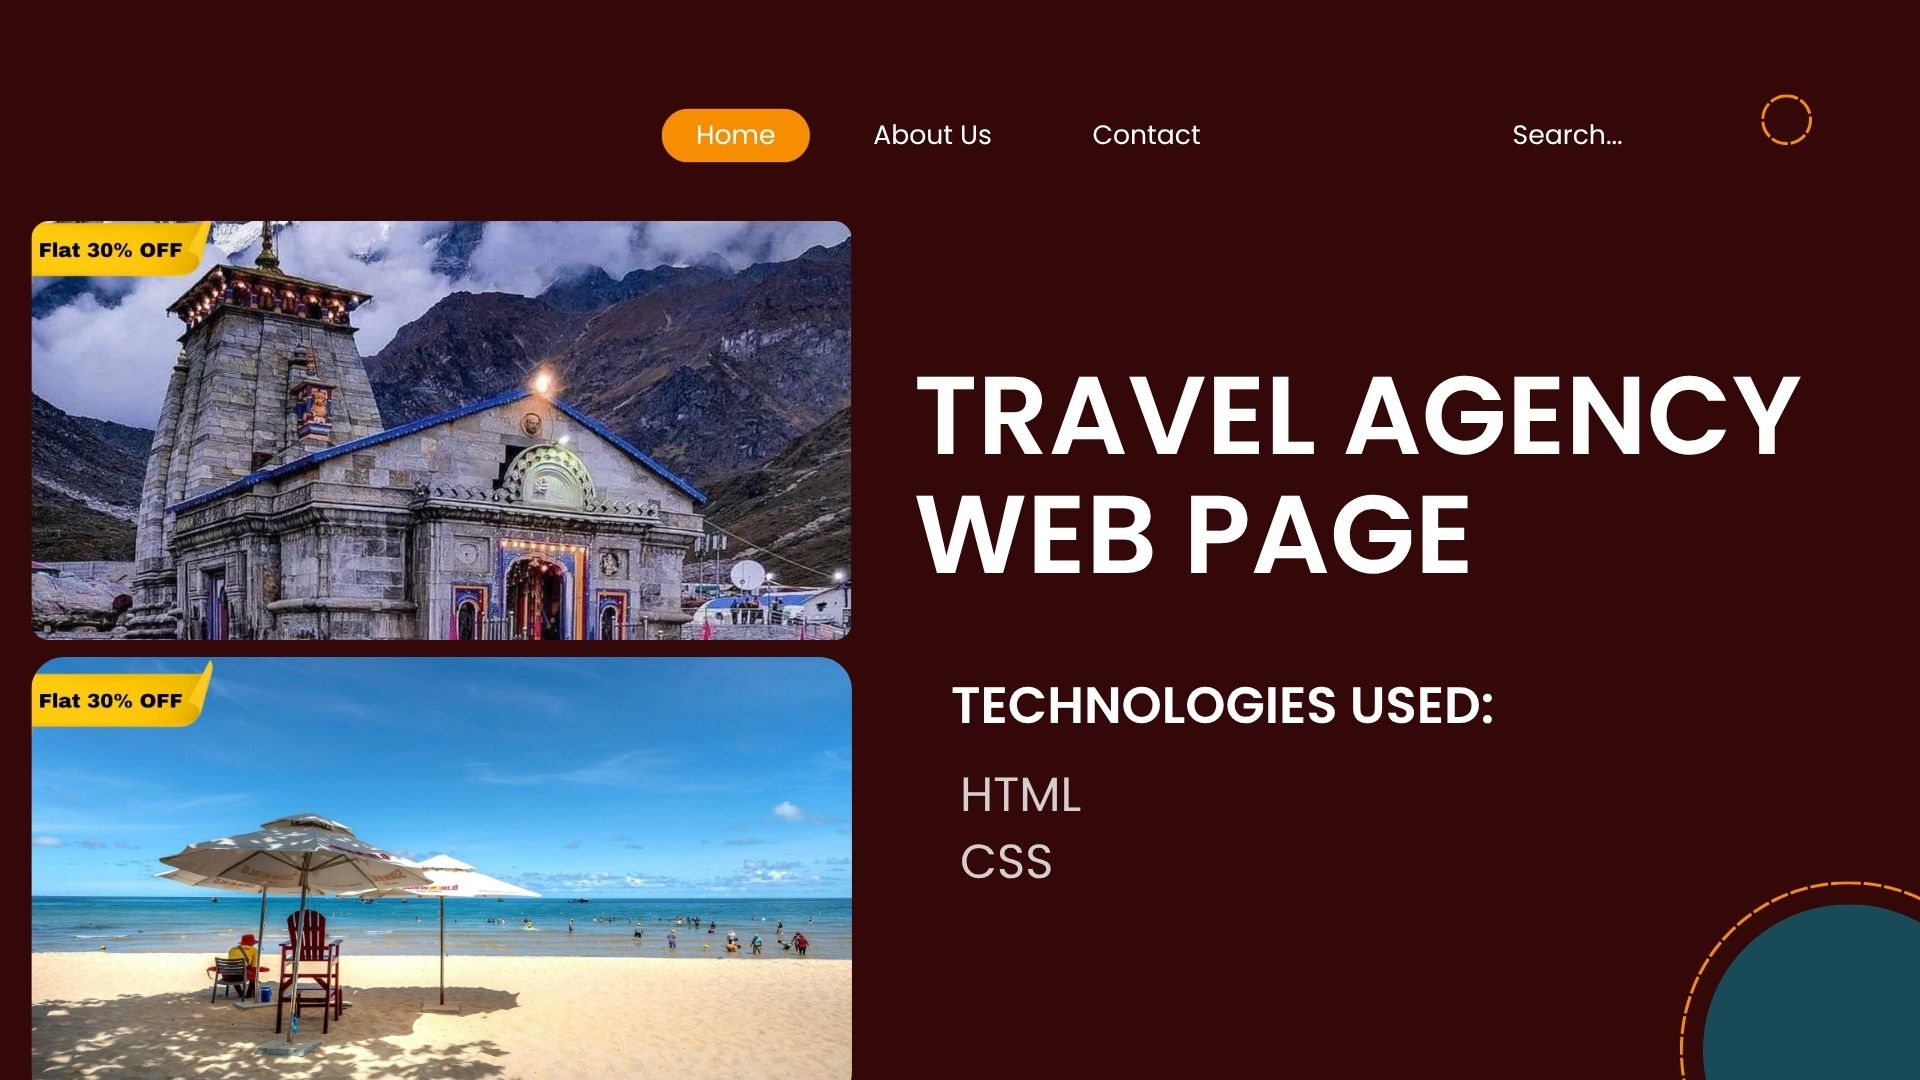 Home
About Us
Contact
Search...
Flat 30% OFF
TRAVEL AGENCY
WEB PAGE
Flat 30% OFF
TECHNOLOGIES USED:
HTML
CSS